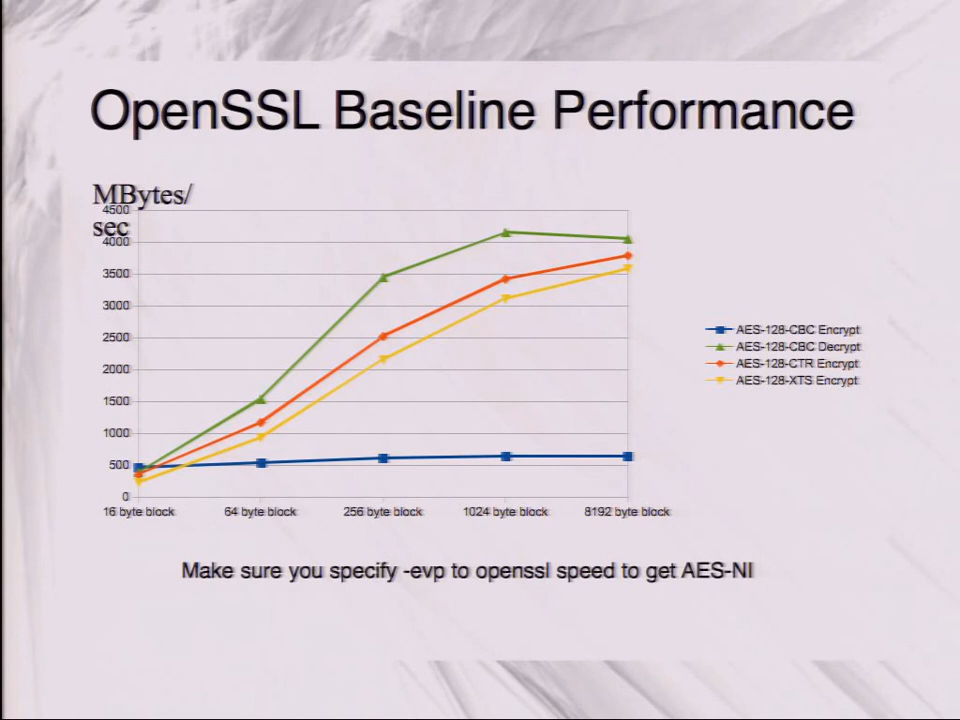 OpenSSL Baseline Performance
MBytes/
sec
4500
4000
3500
3000
2500
2000
1500
1000
500
0
16 byte block 64 byte block 256 byte block 1024 byte block 8192 byte block
AES-128-CBC Encrypt
AES-128-CBC Decrypt
AES-128-CTR Encrypt
AES-128-XTS Encrypt
Make sure you specify -evp to openssl speed to get AES-NI